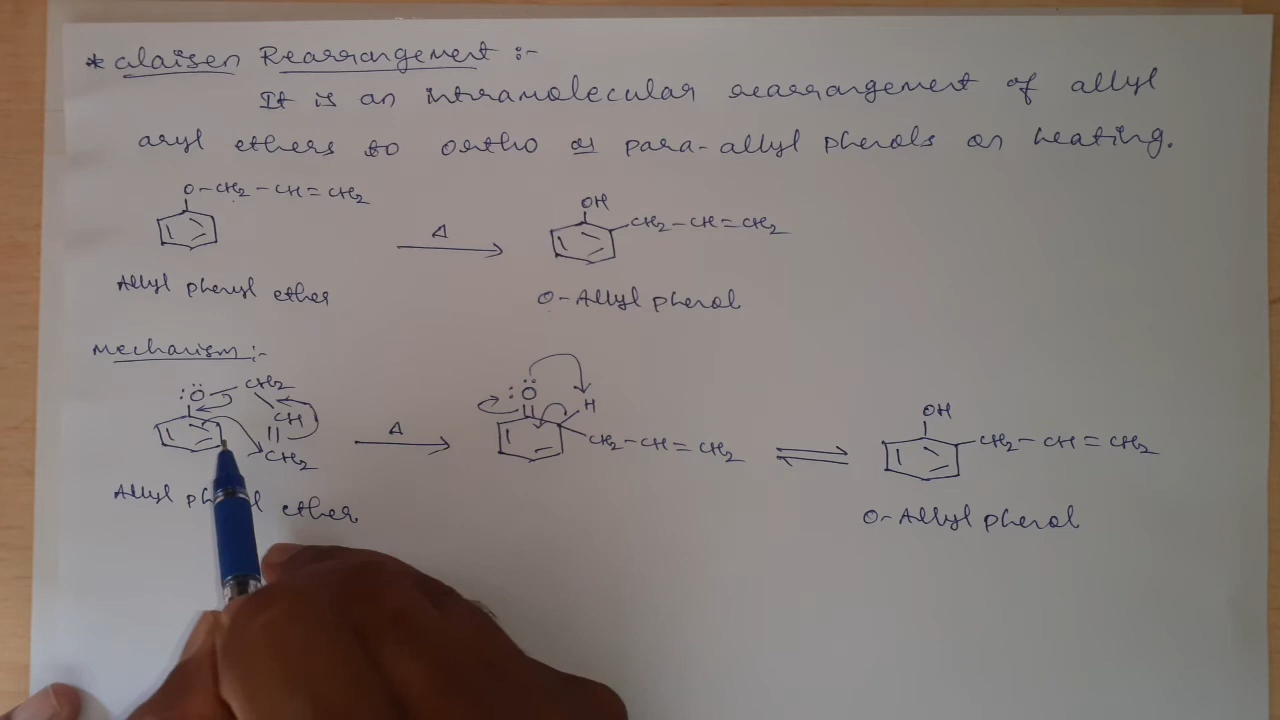 * Claisen Rearrangement :-
It is an intramolecular rearrangement of allyl
aryl ethers to ortho or para-allyl phenols on heating.
O-CH2-CH=CH2
Δ
OH
CH2-CH=CH2
Allyl phenyl ether
O-Allyl phenol
Mechanism:-
:Ö CH2
CH
CH2
Allyl ether
Δ
:Ö
H
CH2-CH=CH2
OH
CH2-CH=CH2
O-Allyl phenol